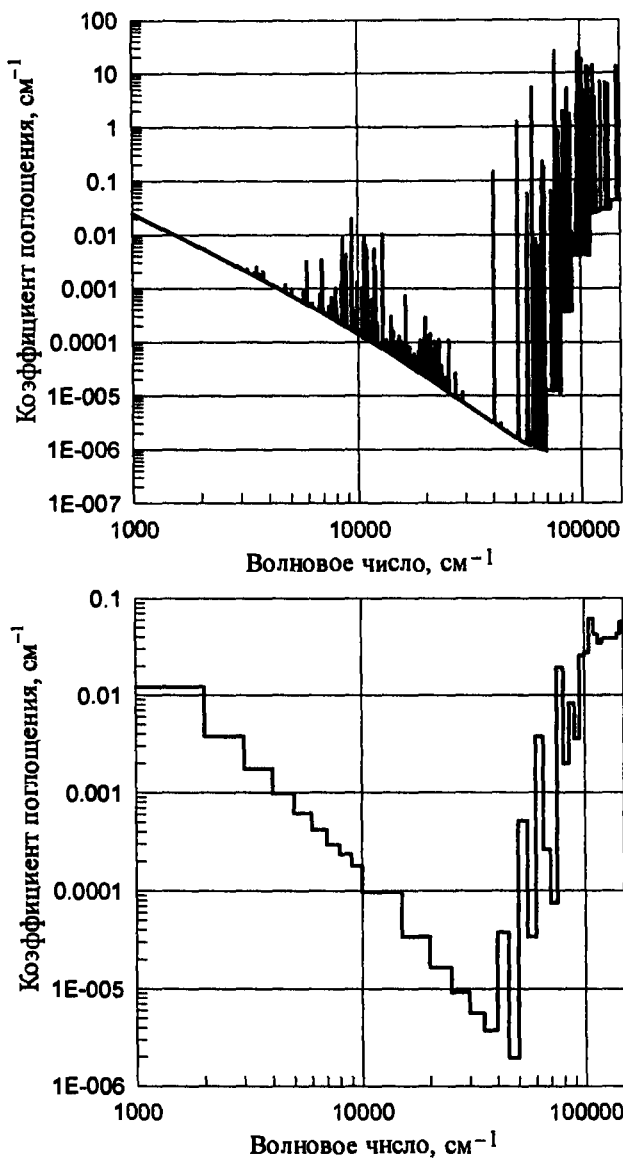 Коэффициент поглощения, см⁻¹
100
10
1
0.1
0.01
0.001
0.0001
1E-005
1E-006
1E-007
1000 10000 100000
Волновое число, см⁻¹
Коэффициент поглощения, см⁻¹
0.1
0.01
0.001
0.0001
1E-005
1E-006
1000 10000 100000
Волновое число, см⁻¹